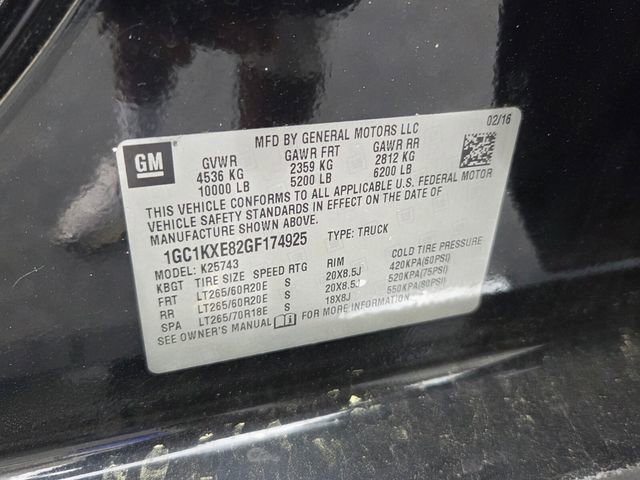 MFD BY GENERAL MOTORS LLC 02/16
GM
GVWR GAWR FRT GAWR RR
4536 KG 2359 KG 2812 KG
10000 LB 5200 LB 6200 LB
THIS VEHICLE CONFORMS TO ALL APPLICABLE U.S. FEDERAL MOTOR
VEHICLE SAFETY STANDARDS IN EFFECT ON THE DATE OF
MANUFACTURE SHOWN ABOVE.
1GC1KXE82GF174925 TYPE: TRUCK
MODEL: K25743
KBGT TIRE SIZE SPEED RTG RIM COLD TIRE PRESSURE
FRT LT265/60R20E S 20X8.5J 420KPA(60PSI)
RR LT265/60R20E S 20X8.5J 520KPA(75PSI)
SPA LT265/70R18E S 18X8J 550KPA(80PSI)
SEE OWNER'S MANUAL FOR MORE INFORMATION